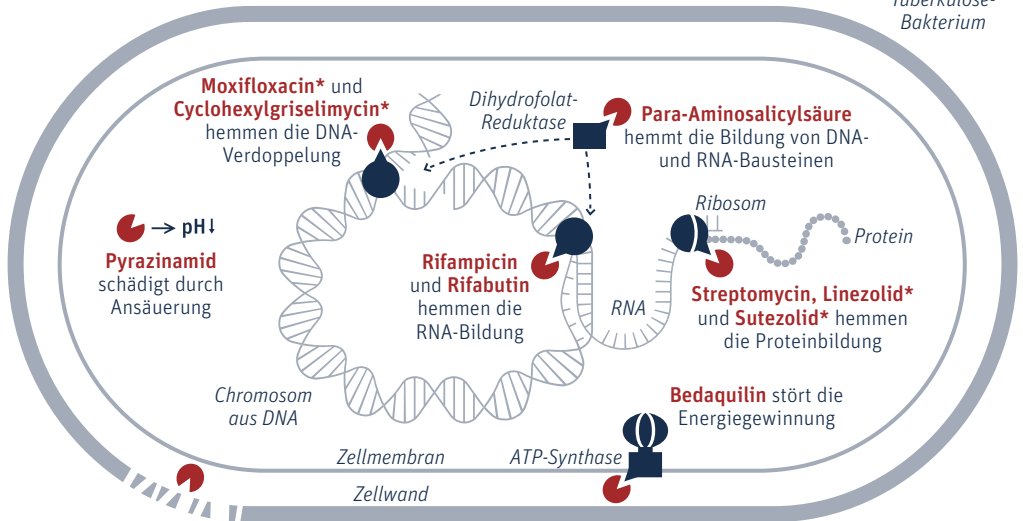 Tuberkulose-
Bakterium
Moxifloxacin* und
Cyclohexylgriselimycin*
hemmen die DNA-
Verdoppelung
Dihydrofolat-
Reduktase
Para-Aminosalicylsäure
hemmt die Bildung von DNA-
und RNA-Bausteinen
Ribosom
Protein
→ pH↓
Pyrazinamid
schädigt durch
Ansäuerung
Rifampicin
und Rifabutin
hemmen die
RNA-Bildung
RNA
Streptomycin, Linezolid*
und Sutezolid* hemmen
die Proteinbildung
Chromosom
aus DNA
Bedaquilin stört die
Energiegewinnung
Zellmembran
ATP-Synthase
Zellwand